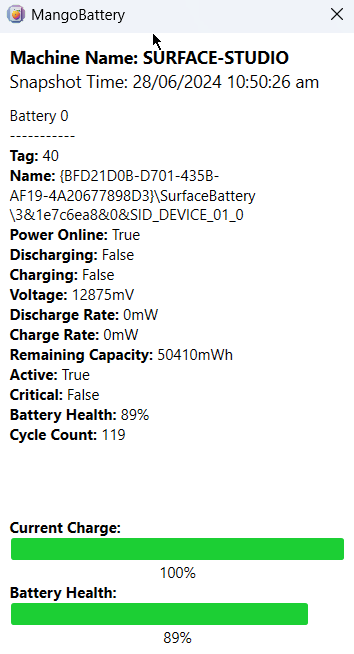 MangoBattery
Machine Name: SURFACE-STUDIO
Snapshot Time: 28/06/2024 10:50:26 am
Battery 0
-----------
Tag: 40
Name: {BFD21D0B-D701-435B-
AF19-4A20677898D3}\SurfaceBattery
\3&1e7c6ea8&0&SID_DEVICE_01_0
Power Online: True
Discharging: False
Charging: False
Voltage: 12875mV
Discharge Rate: 0mW
Charge Rate: 0mW
Remaining Capacity: 50410mWh
Active: True
Critical: False
Battery Health: 89%
Cycle Count: 119
Current Charge:
100%
Battery Health:
89%